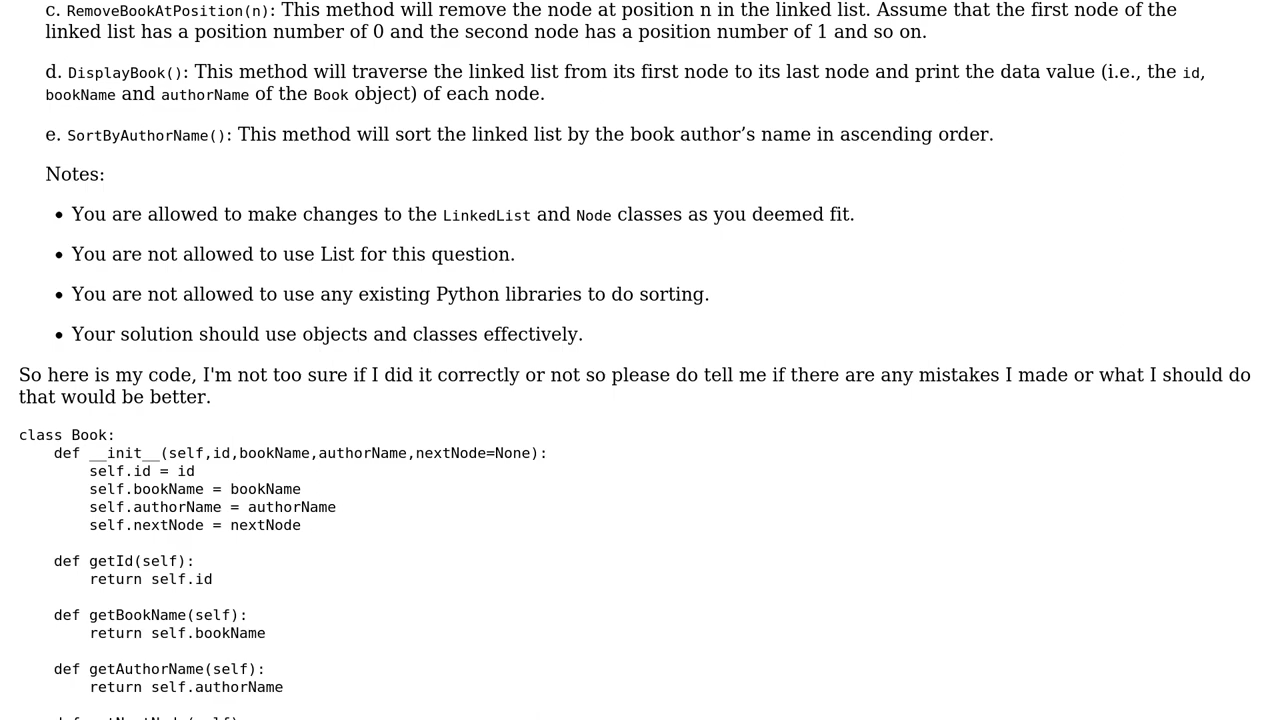 c. RemoveBookAtPosition(n): This method will remove the node at position n in the linked list. Assume that the first node of the
linked list has a position number of 0 and the second node has a position number of 1 and so on.
d. DisplayBook(): This method will traverse the linked list from its first node to its last node and print the data value (i.e., the id,
bookName and authorName of the Book object) of each node.
e. SortByAuthorName(): This method will sort the linked list by the book author’s name in ascending order.
Notes:
• You are allowed to make changes to the LinkedList and Node classes as you deemed fit.
• You are not allowed to use List for this question.
• You are not allowed to use any existing Python libraries to do sorting.
• Your solution should use objects and classes effectively.
So here is my code, I'm not too sure if I did it correctly or not so please do tell me if there are any mistakes I made or what I should do
that would be better.
class Book:
    def __init__(self,id,bookName,authorName,nextNode=None):
        self.id = id
        self.bookName = bookName
        self.authorName = authorName
        self.nextNode = nextNode
    def getId(self):
        return self.id
    def getBookName(self):
        return self.bookName
    def getAuthorName(self):
        return self.authorName